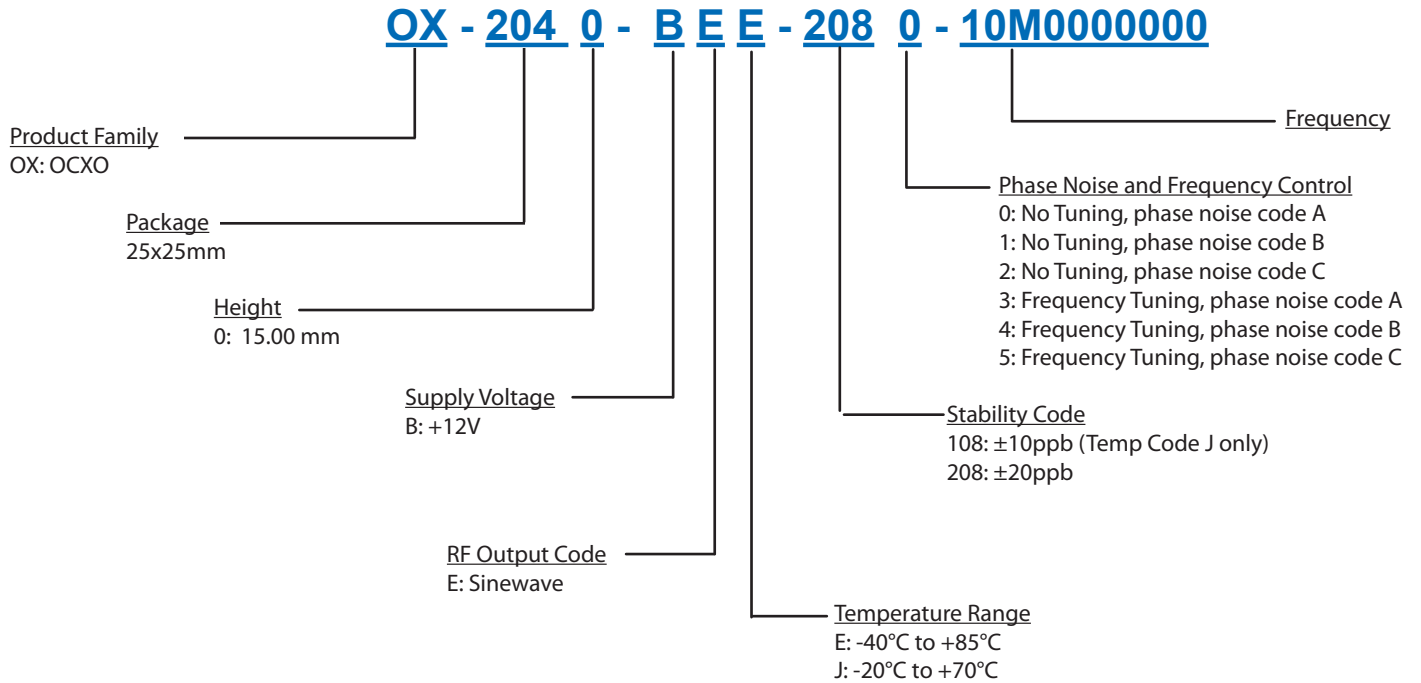 OX - 204 0 - B E E - 208 0 - 10M0000000
Product Family
OX: OCXO
Package
25x25mm
Height
0: 15.00 mm
Supply Voltage
B: +12V
RF Output Code
E: Sinewave
Frequency
Phase Noise and Frequency Control
0: No Tuning, phase noise code A
1: No Tuning, phase noise code B
2: No Tuning, phase noise code C
3: Frequency Tuning, phase noise code A
4: Frequency Tuning, phase noise code B
5: Frequency Tuning, phase noise code C
Stability Code
108: ±10ppb (Temp Code J only)
208: ±20ppb
Temperature Range
E: -40°C to +85°C
J: -20°C to +70°C